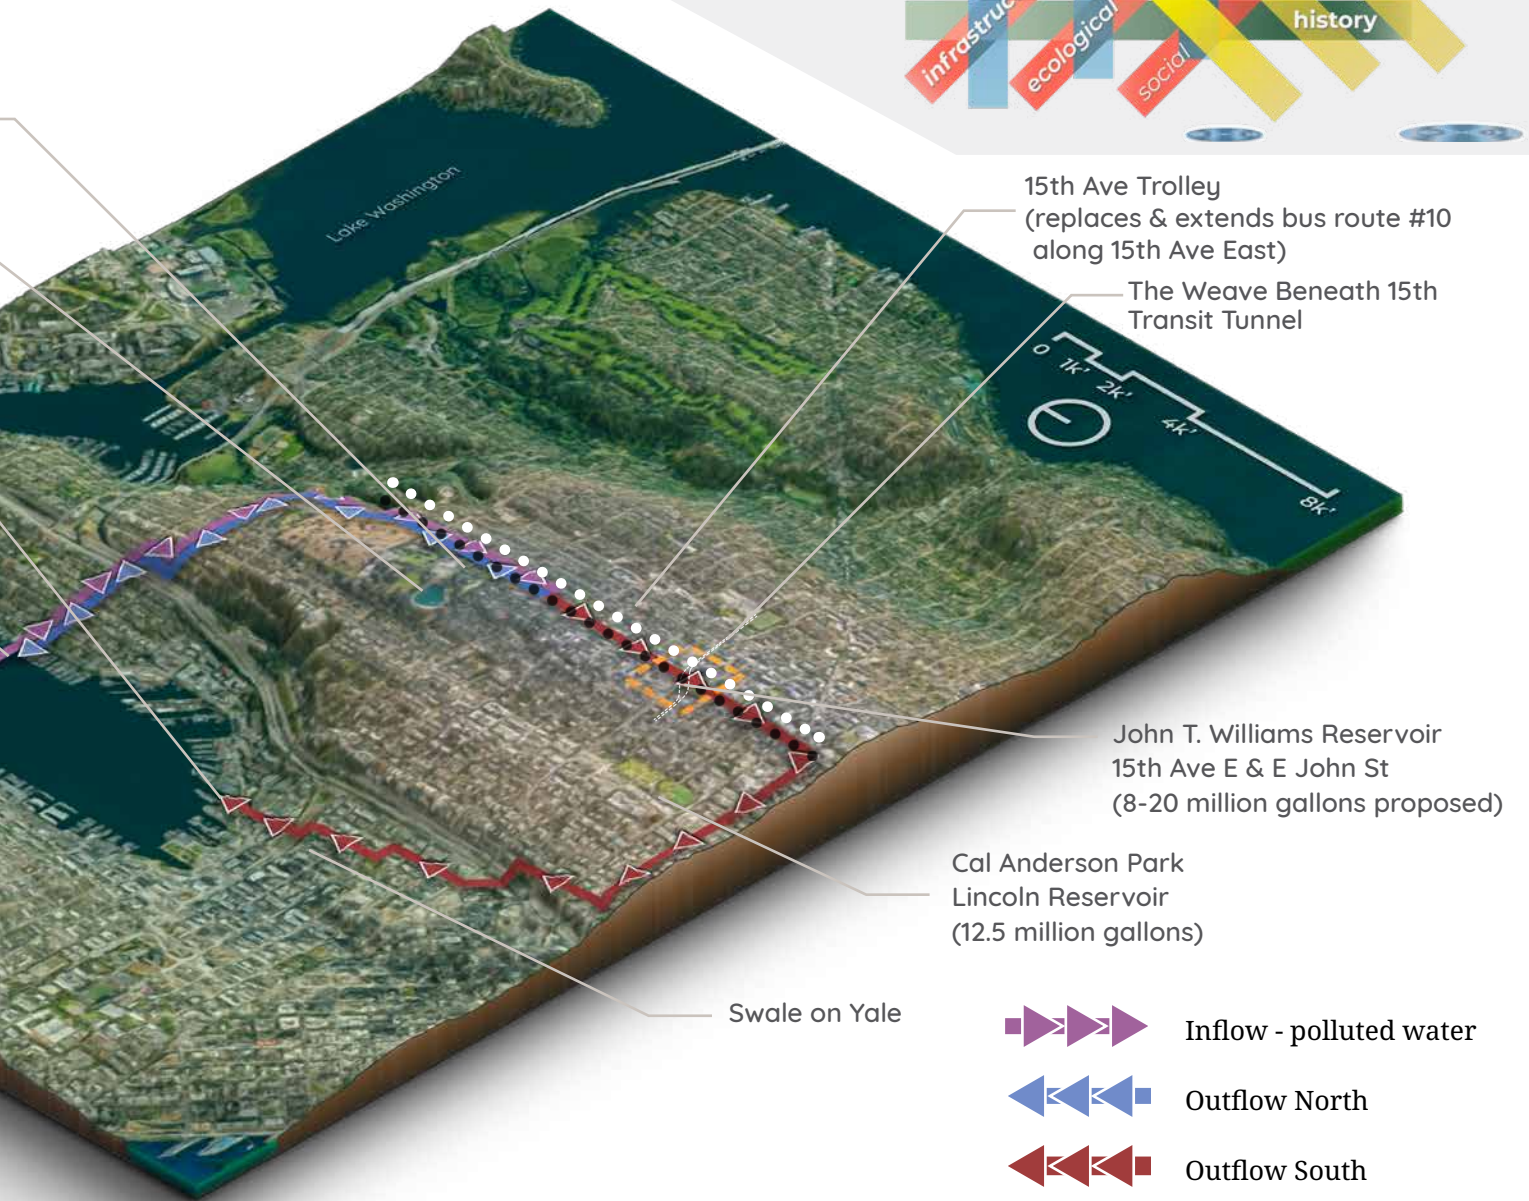 infrastruc
ecological
social
history
Lake Washington
15th Ave Trolley
(replaces & extends bus route #10
along 15th Ave East)
The Weave Beneath 15th
Transit Tunnel
0
1k'
2k'
4k'
8k'
John T. Williams Reservoir
15th Ave E & E John St
(8-20 million gallons proposed)
Cal Anderson Park
Lincoln Reservoir
(12.5 million gallons)
Swale on Yale
Inflow - polluted water
Outflow North
Outflow South